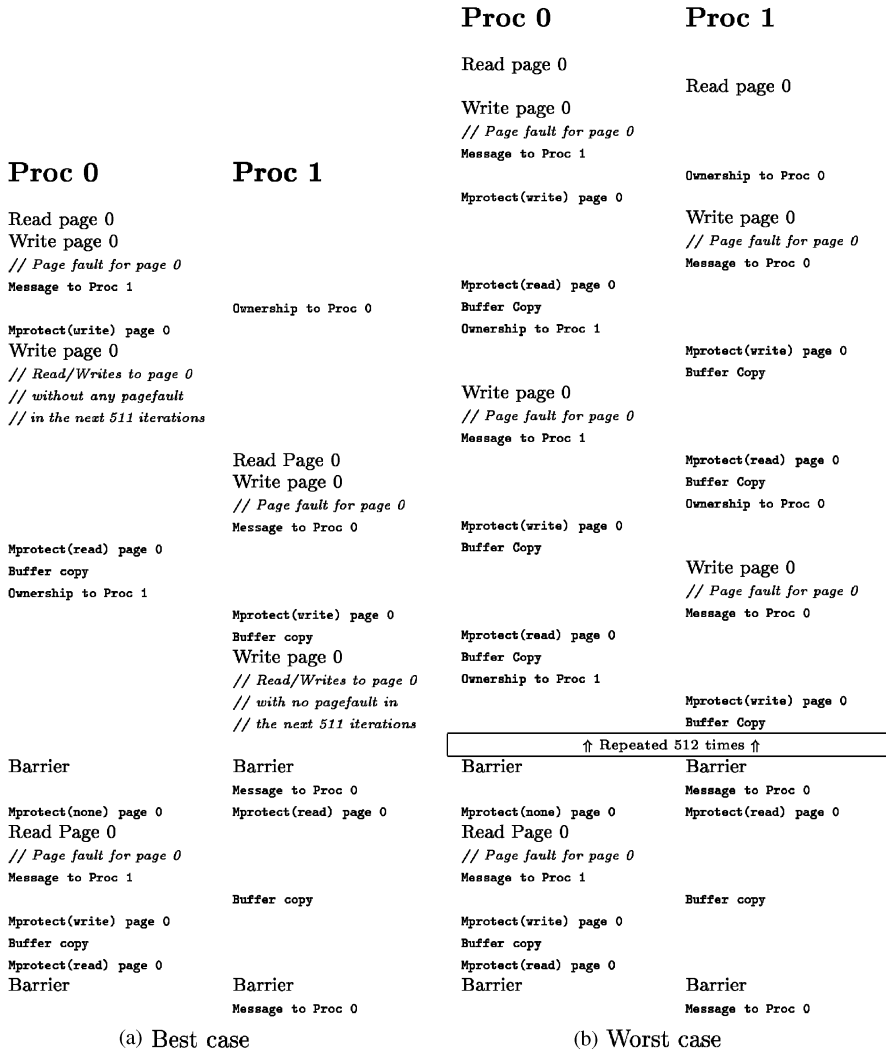 Proc 0 Proc 1
Read page 0
Write page 0
// Page fault for page 0
Message to Proc 1
Ownership to Proc 0
Mprotect(write) page 0
Write page 0
// Read/Writes to page 0
// without any pagefault
// in the next 511 iterations
Read Page 0
Write page 0
// Page fault for page 0
Message to Proc 0
Mprotect(read) page 0
Buffer copy
Ownership to Proc 1
Mprotect(write) page 0
Buffer copy
Write page 0
// Read/Writes to page 0
// with no pagefault in
// the next 511 iterations
Barrier Barrier
Message to Proc 0
Mprotect(none) page 0 Mprotect(read) page 0
Read Page 0
// Page fault for page 0
Message to Proc 1
Buffer copy
Mprotect(write) page 0
Buffer copy
Mprotect(read) page 0
Barrier Barrier
Message to Proc 0
(a) Best case
Proc 0 Proc 1
Read page 0
Read page 0
Write page 0
// Page fault for page 0
Message to Proc 1
Ownership to Proc 0
Mprotect(write) page 0
Write page 0
// Page fault for page 0
Message to Proc 0
Mprotect(read) page 0
Buffer Copy
Ownership to Proc 1
Mprotect(write) page 0
Buffer Copy
Write page 0
// Page fault for page 0
Message to Proc 1
Mprotect(read) page 0
Buffer Copy
Ownership to Proc 0
Mprotect(write) page 0
Buffer Copy
Write page 0
// Page fault for page 0
Message to Proc 0
Mprotect(read) page 0
Buffer Copy
Ownership to Proc 1
Mprotect(write) page 0
Buffer Copy
⇑ Repeated 512 times ⇑
Barrier Barrier
Message to Proc 0
Mprotect(none) page 0 Mprotect(read) page 0
Read Page 0
// Page fault for page 0
Message to Proc 1
Buffer copy
Mprotect(write) page 0
Buffer copy
Mprotect(read) page 0
Barrier Barrier
Message to Proc 0
(b) Worst case